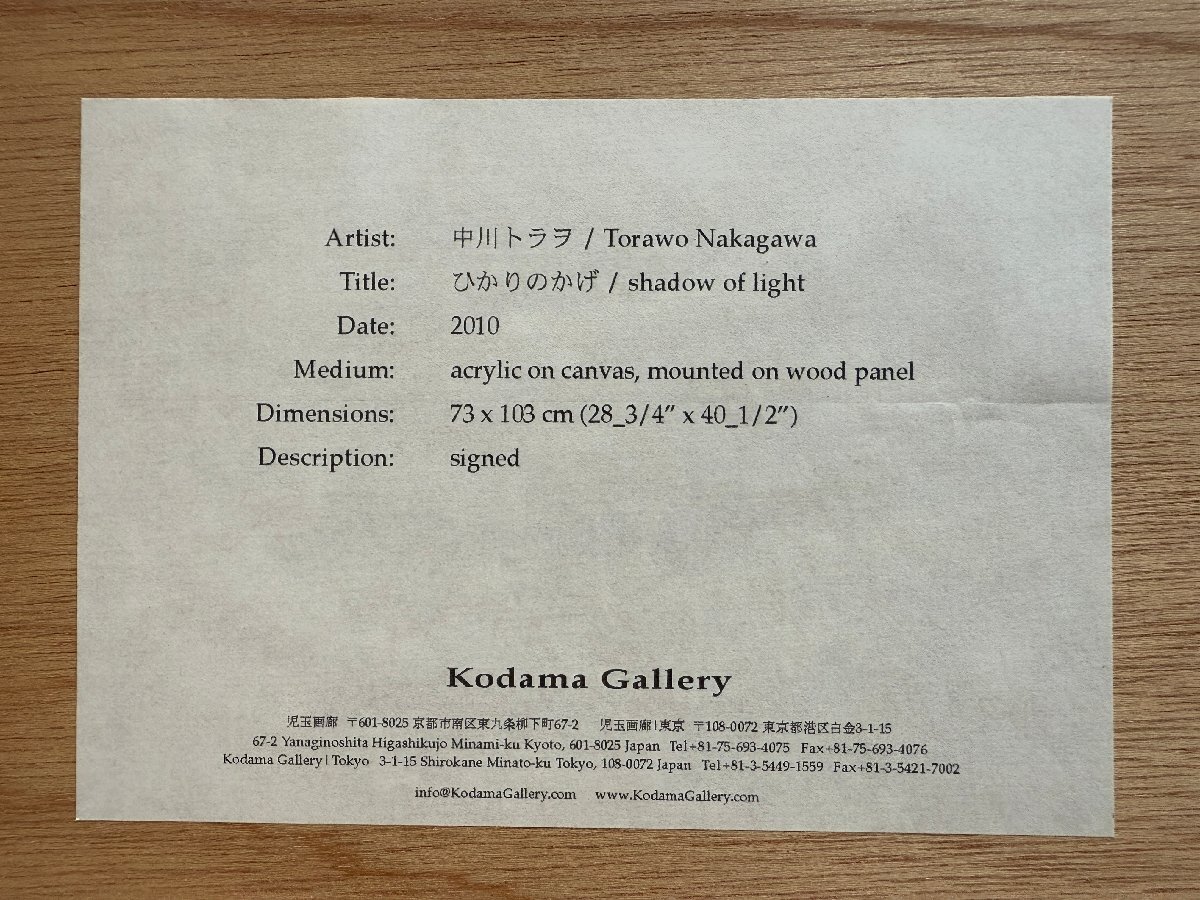 Artist: 中川トラヲ / Torawo Nakagawa
Title: ひかりのかげ / shadow of light
Date: 2010
Medium: acrylic on canvas, mounted on wood panel
Dimensions: 73 x 103 cm (28_3/4″ x 40_1/2″)
Description: signed
Kodama Gallery
児玉画廊 〒601-8025 京都市南区東九条柳下町67-2 児玉画廊|東京 〒108-0072 東京都港区白金3-1-15
67-2 Yanaginoshita Higashikujo Minami-ku Kyoto, 601-8025 Japan Tel+81-75-693-4075 Fax+81-75-693-4076
Kodama Gallery|Tokyo 3-1-15 Shirokane Minato-ku Tokyo, 108-0072 Japan Tel+81-3-5449-1559 Fax+81-3-5421-7002
info@KodamaGallery.com www.KodamaGallery.com